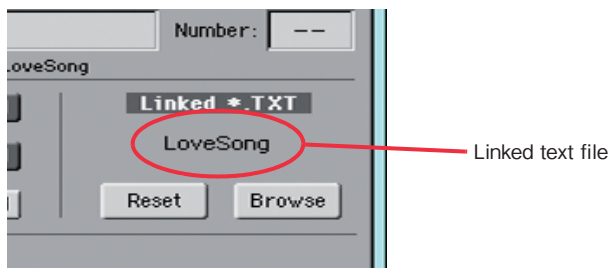 Number: --
LoveSong
Linked *.TXT
LoveSong
Linked text file
Reset Browse